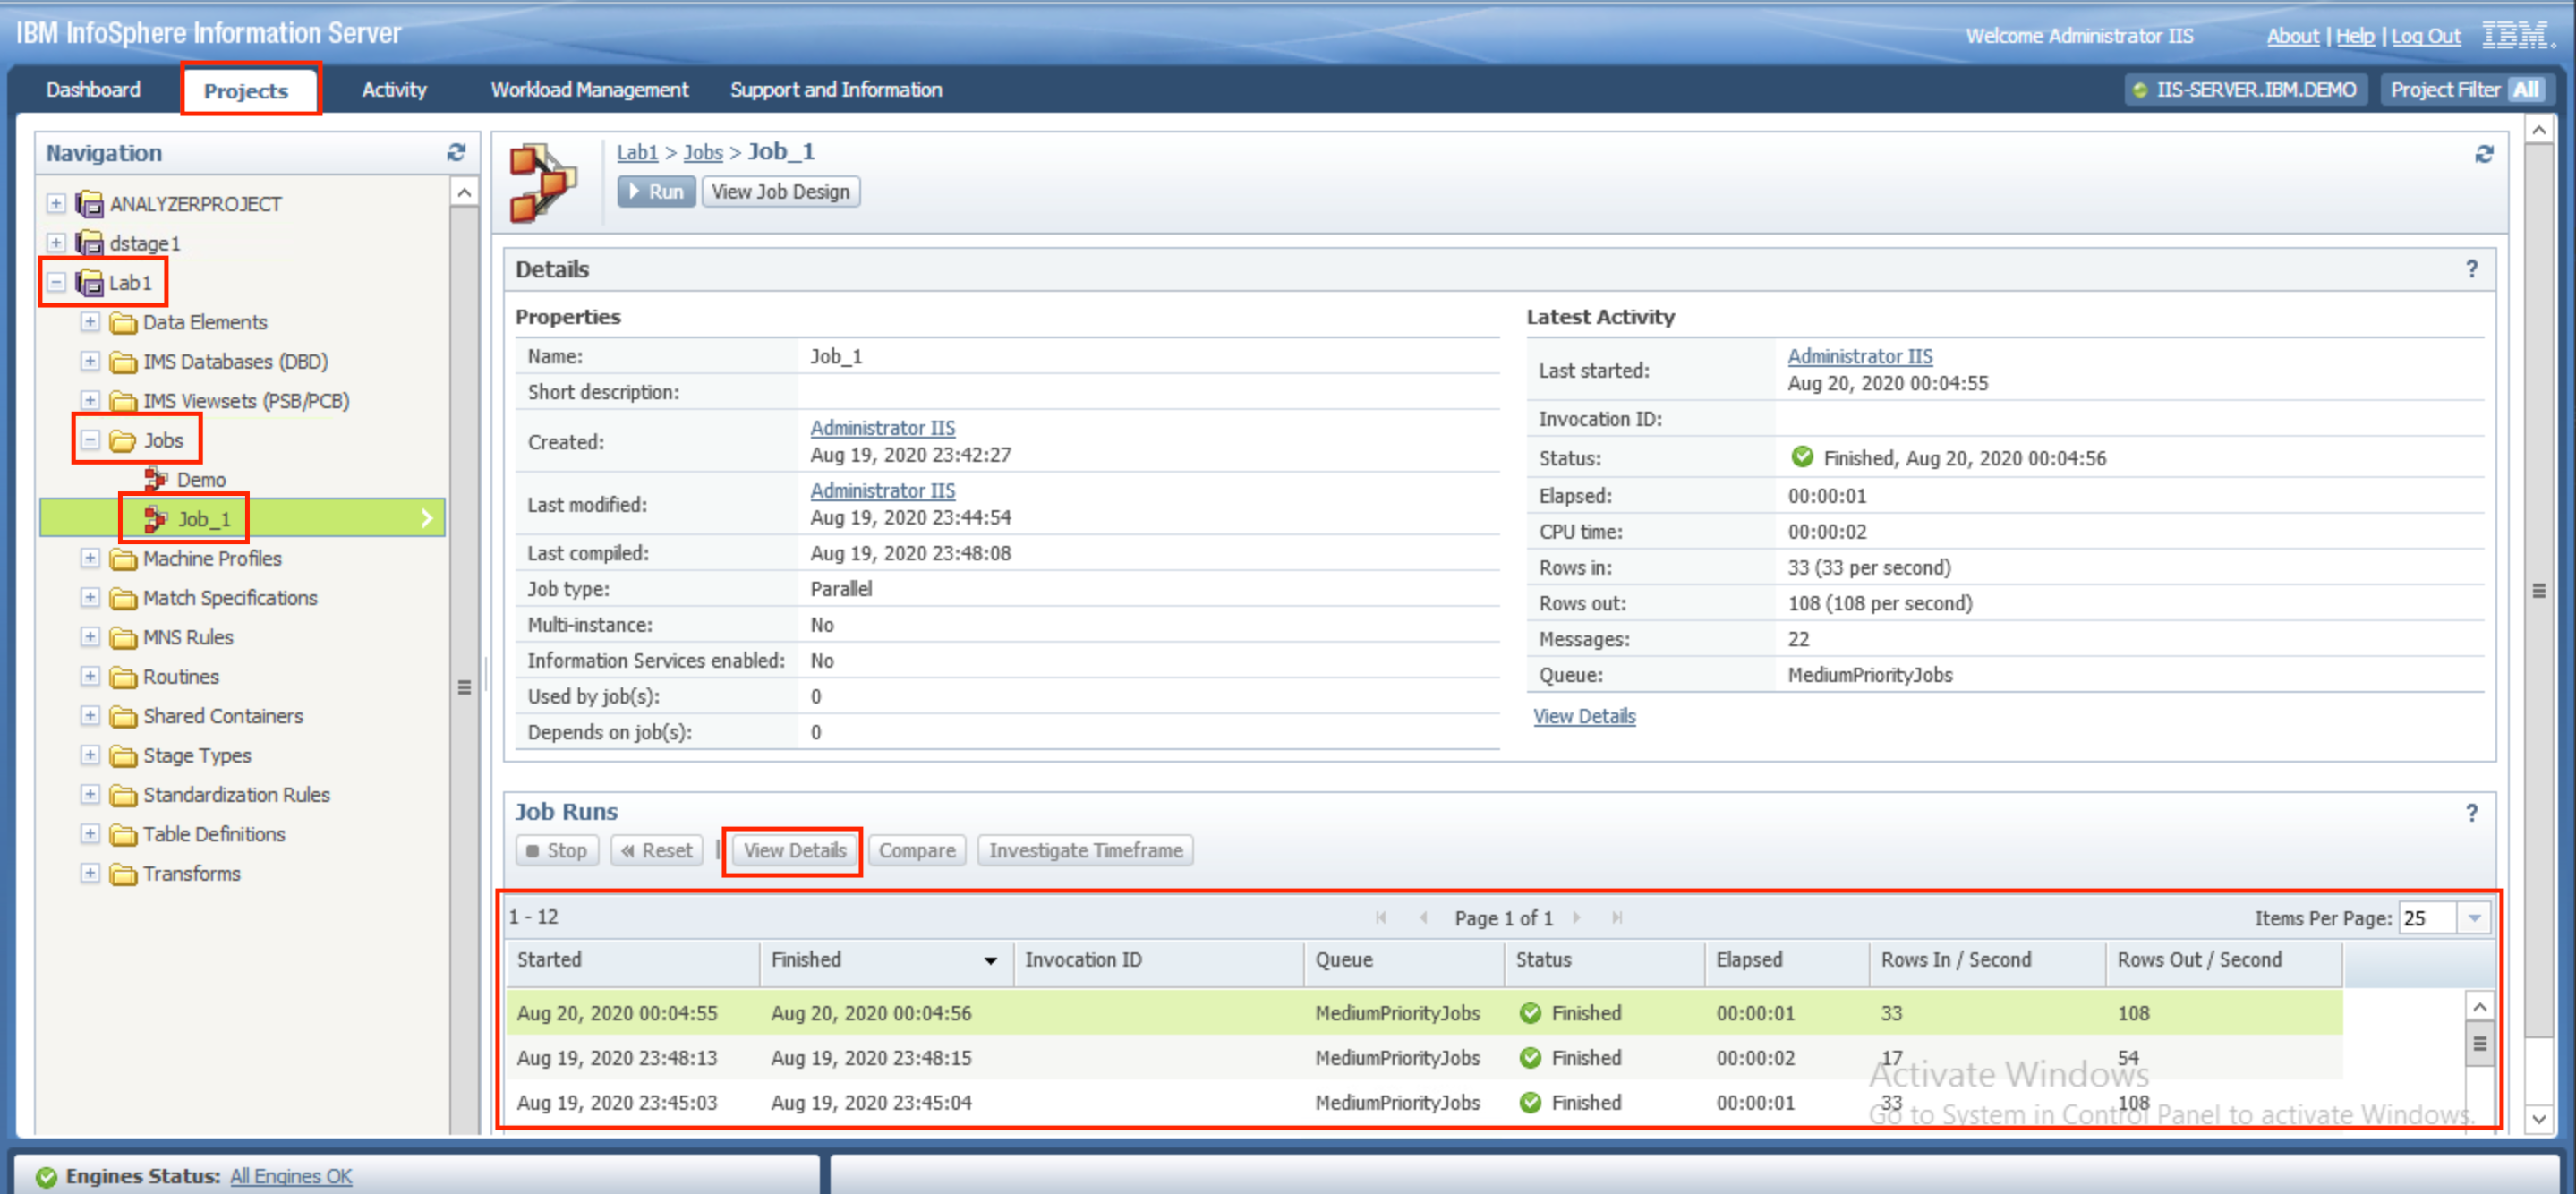 IBM InfoSphere Information Server
Welcome Administrator IIS About | Help | Log Out IBM.
Dashboard Projects Activity Workload Management Support and Information IIS-SERVER.IBM.DEMO Project Filter All
Navigation
ANALYZERPROJECT
dstage1
Lab1
Data Elements
IMS Databases (DBD)
IMS Viewsets (PSB/PCB)
Jobs
Demo
Job_1
Machine Profiles
Match Specifications
MNS Rules
Routines
Shared Containers
Stage Types
Standardization Rules
Table Definitions
Transforms
Lab1 > Jobs > Job_1
Run View Job Design
Details ?
Properties
Name: Job_1
Short description:
Created: Administrator IIS
Aug 19, 2020 23:42:27
Last modified: Administrator IIS
Aug 19, 2020 23:44:54
Last compiled: Aug 19, 2020 23:48:08
Job type: Parallel
Multi-instance: No
Information Services enabled: No
Used by job(s): 0
Depends on job(s): 0
Latest Activity
Last started: Administrator IIS
Aug 20, 2020 00:04:55
Invocation ID:
Status: Finished, Aug 20, 2020 00:04:56
Elapsed: 00:00:01
CPU time: 00:00:02
Rows in: 33 (33 per second)
Rows out: 108 (108 per second)
Messages: 22
Queue: MediumPriorityJobs
View Details
Job Runs ?
Stop Reset | View Details Compare Investigate Timeframe
1 - 12 Page 1 of 1 Items Per Page: 25
Started Finished Invocation ID Queue Status Elapsed Rows In / Second Rows Out / Second
Aug 20, 2020 00:04:55 Aug 20, 2020 00:04:56 MediumPriorityJobs Finished 00:00:01 33 108
Aug 19, 2020 23:48:13 Aug 19, 2020 23:48:15 MediumPriorityJobs Finished 00:00:02 17 54
Aug 19, 2020 23:45:03 Aug 19, 2020 23:45:04 MediumPriorityJobs Finished 00:00:01 33 108
Activate Windows
Go to System in Control Panel to activate Windows.
Engines Status: All Engines OK